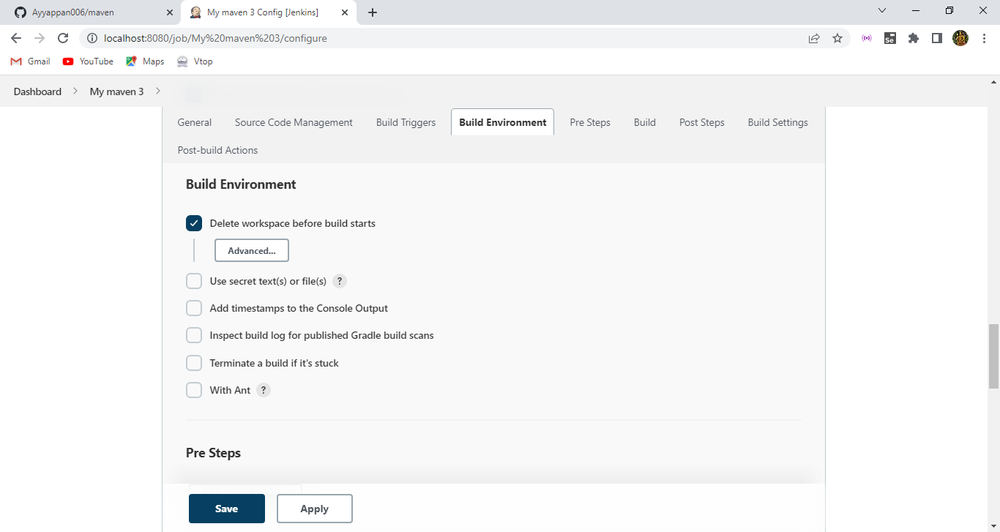 Ayyappan006/maven
My maven 3 Config [Jenkins]
localhost:8080/job/My%20maven%203/configure
Se
Gmail YouTube Maps Vtop
Dashboard My maven 3
General Source Code Management Build Triggers Build Environment Pre Steps Build Post Steps Build Settings
Post-build Actions
Build Environment
Delete workspace before build starts
Advanced...
Use secret text(s) or file(s) ?
Add timestamps to the Console Output
Inspect build log for published Gradle build scans
Terminate a build if it's stuck
With Ant ?
Pre Steps
Save Apply